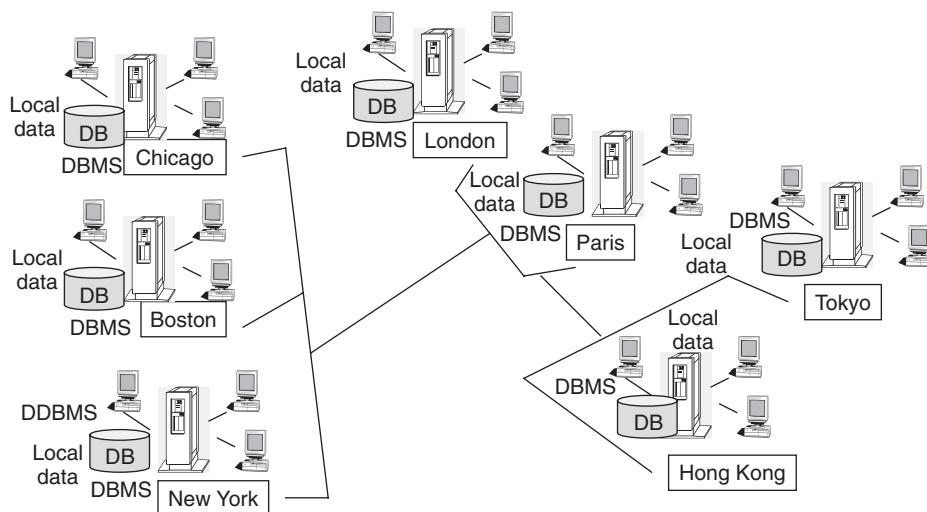 Local
data
DB
DBMS
Chicago
Local
data
DB
DBMS
London
Local
data
DB
DBMS
Paris
DBMS
Local
data
DB
Tokyo
Local
data
DB
DBMS
Boston
Local
data
DBMS
DB
Hong Kong
DDBMS
Local
data
DB
DBMS
New York